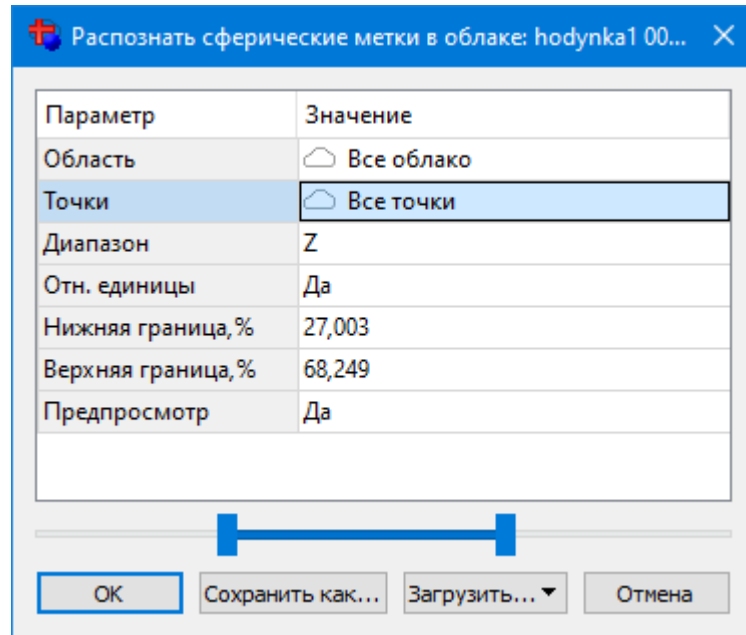 Распознать сферические метки в облаке: hodynka1 00...
Параметр Значение
Область Все облако
Точки Все точки
Диапазон Z
Отн. единицы Да
Нижняя граница,% 27,003
Верхняя граница,% 68,249
Предпросмотр Да
ОК Сохранить как... Загрузить... Отмена